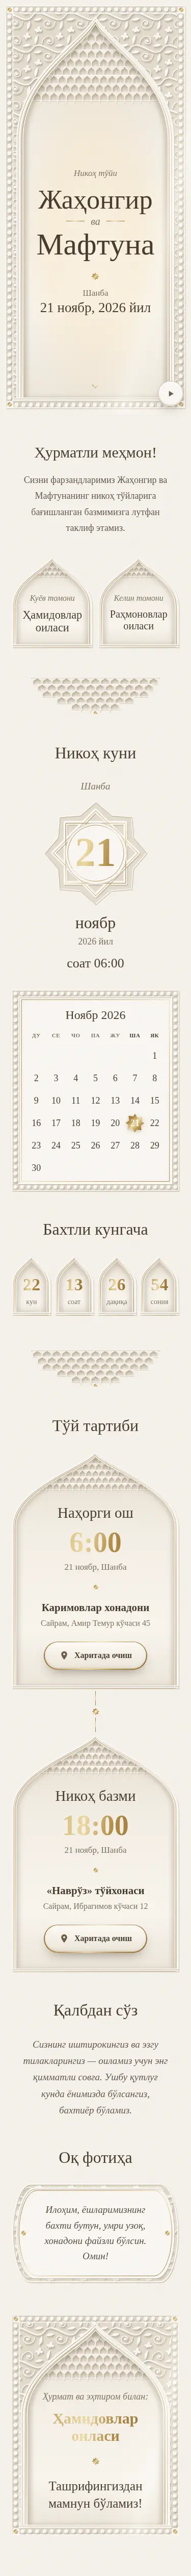 Никоҳ тўйи
Жаҳонгир
ва
Мафтуна
Шанба
21 ноябр, 2026 йил
Ҳурматли меҳмон!
Сизни фарзандларимиз Жаҳонгир ва
Мафтунанинг никоҳ тўйларига
бағишланган базмимизга лутфан
таклиф этамиз.
Куёв томони
Ҳамидовлар
оиласи
Келин томони
Раҳмоновлар
оиласи
Никоҳ куни
Шанба
21
ноябр
2026 йил
соат 06:00
Ноябр 2026
ДУ СЕ ЧО ПА ЖУ ША ЯК
1
2 3 4 5 6 7 8
9 10 11 12 13 14 15
16 17 18 19 20 21 22
23 24 25 26 27 28 29
30
Бахтли кунгача
22 13 26 54
кун соат дақиқа сония
Тўй тартиби
Наҳорги ош
6:00
21 ноябр, Шанба
Каримовлар хонадони
Сайрам, Амир Темур кўчаси 45
Харитада очиш
Никоҳ базми
18:00
21 ноябр, Шанба
«Наврўз» тўйхонаси
Сайрам, Ибрагимов кўчаси 12
Харитада очиш
Қалбдан сўз
Сизнинг иштирокингиз ва эзгу
тилакларингиз — оиламиз учун энг
қимматли совға. Ушбу қутлуғ
кунда ёнимизда бўлсангиз,
бахтиёр бўламиз.
Оқ фотиҳа
Илоҳим, ёшларимизнинг
бахти бутун, умри узоқ,
хонадони файзли бўлсин.
Омин!
Ҳурмат ва эҳтиром билан:
Ҳамидовлар
оиласи
Ташрифингиздан
мамнун бўламиз!